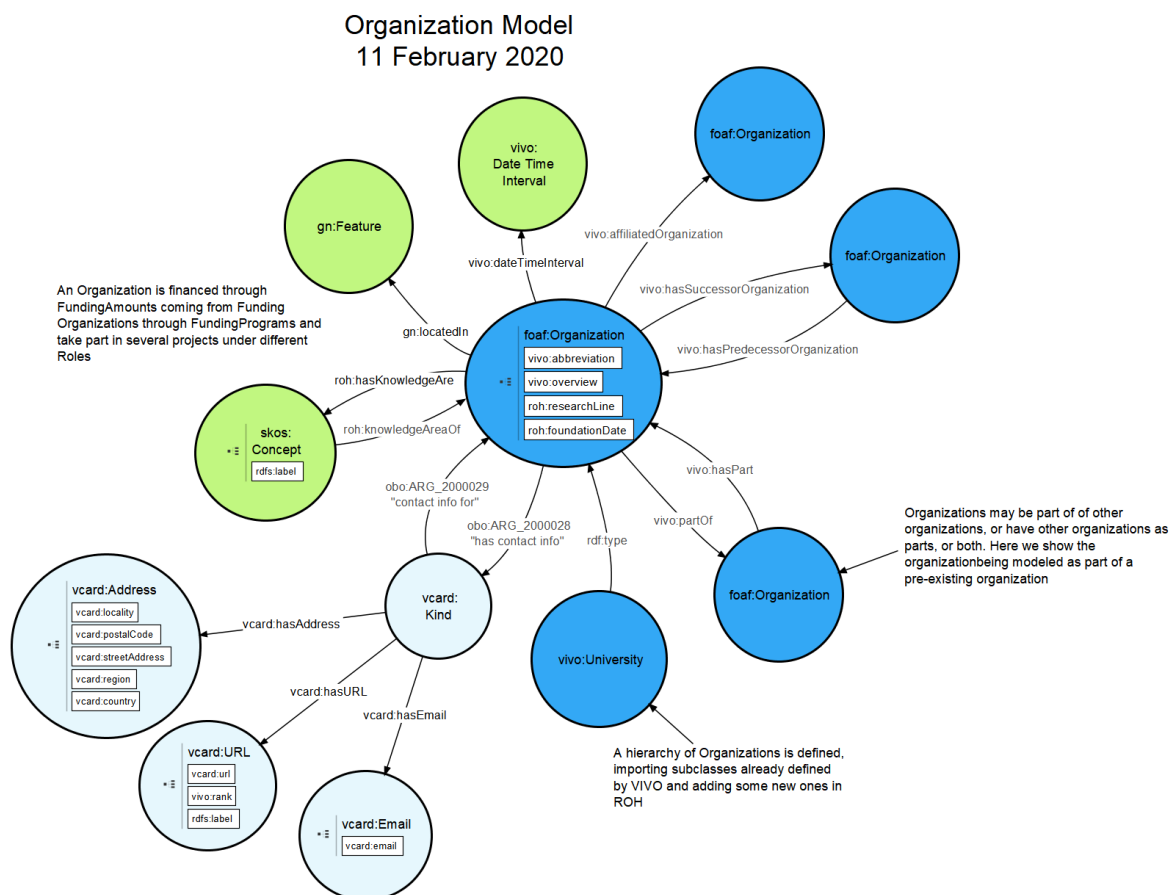 Organization Model
11 February 2020
vivo:
Date Time
Interval
foaf:Organization
gn:Feature
vivo:affiliatedOrganization
vivo:dateTimeInterval
foaf:Organization
An Organization is financed through
FundingAmounts coming from Funding
Organizations through FundingPrograms and
take part in several projects under different
Roles
vivo:hasSuccessorOrganization
gn:locatedIn
foaf:Organization
vivo:abbreviation
vivo:overview
roh:researchLine
roh:foundationDate
vivo:hasPredecessorOrganization
roh:hasKnowledgeAre
roh:knowledgeAreaOf
skos:
Concept
rdfs:label
vivo:hasPart
obo:ARG_2000029
"contact info for"
obo:ARG_2000028
"has contact info"
rdf:type
vivo:partOf
Organizations may be part of of other
organizations, or have other organizations as
parts, or both. Here we show the
organizationbeing modeled as part of a
pre-existing organization
foaf:Organization
vcard:Address
vcard:locality
vcard:postalCode
vcard:streetAddress
vcard:region
vcard:country
vcard:
Kind
vcard:hasAddress
vivo:University
vcard:hasURL
vcard:hasEmail
vcard:URL
vcard:url
vivo:rank
rdfs:label
A hierarchy of Organizations is defined,
importing subclasses already defined
by VIVO and adding some new ones in
ROH
vcard:Email
vcard:email